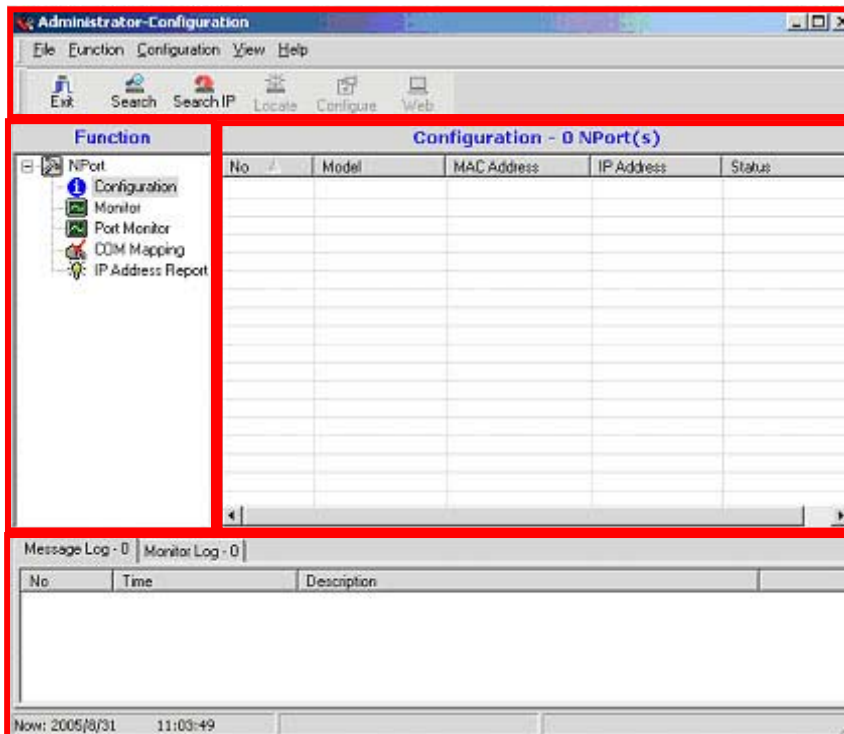 Administrator-Configuration
File Function Configuration View Help
Exit Search Search IP Locate Configure Web
Function
NPort
Configuration
Monitor
Port Monitor
COM Mapping
IP Address Report
Configuration - 0 NPort(s)
No Model MAC Address IP Address Status
Message Log - 0 Monitor Log - 0
No Time Description
Now: 2005/8/31 11:03:49